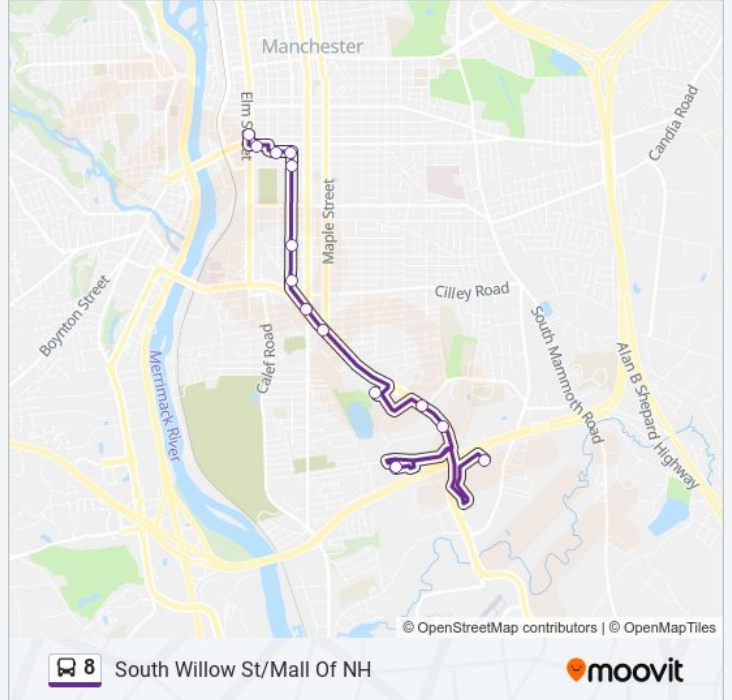 Manchester
Elm Street
Candia Road
Maple Street
Cilley Road
Boynton Street
South Mammoth Road
Calef Road
Alan B Shepard Highway
Merrimack River
© OpenStreetMap contributors | © OpenMapTiles
8 South Willow St/Mall Of NH
moovit